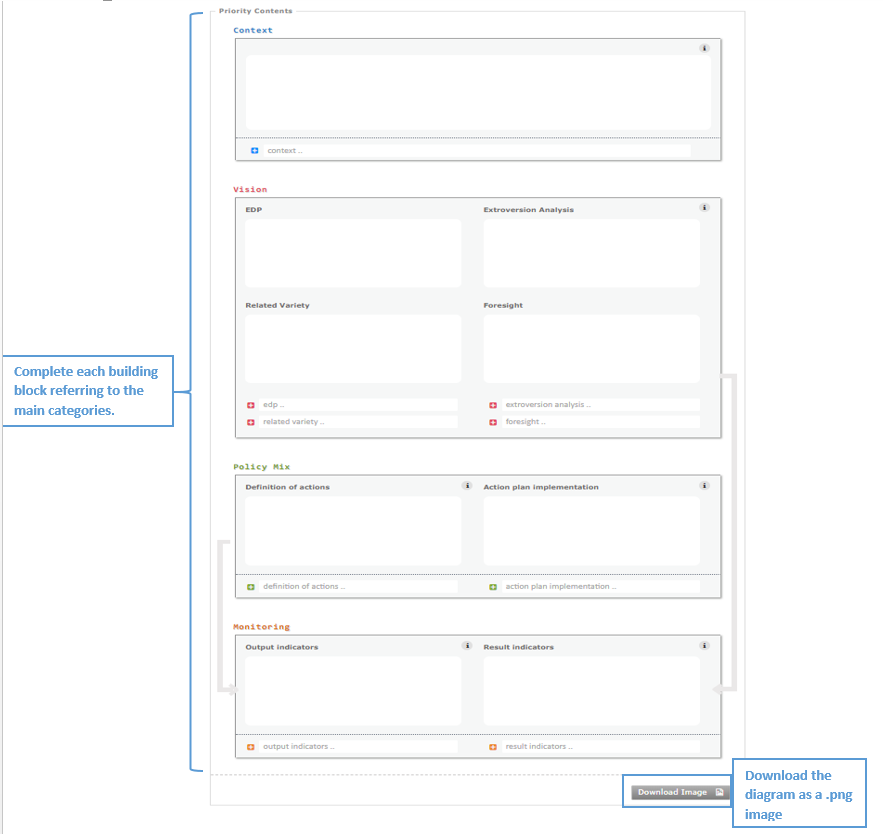 Priority Contents
Context
context ..
Vision
EDP
Extroversion Analysis
Related Variety
Foresight
edp ..
extroversion analysis ..
related variety ..
foresight ..
Complete each building
block referring to the
main categories.
Policy Mix
Definition of actions
Action plan implementation
definition of actions ..
action plan implementation ..
Monitoring
Output indicators
Result indicators
output indicators ..
result indicators ..
Download Image
Download the
diagram as a .png
image